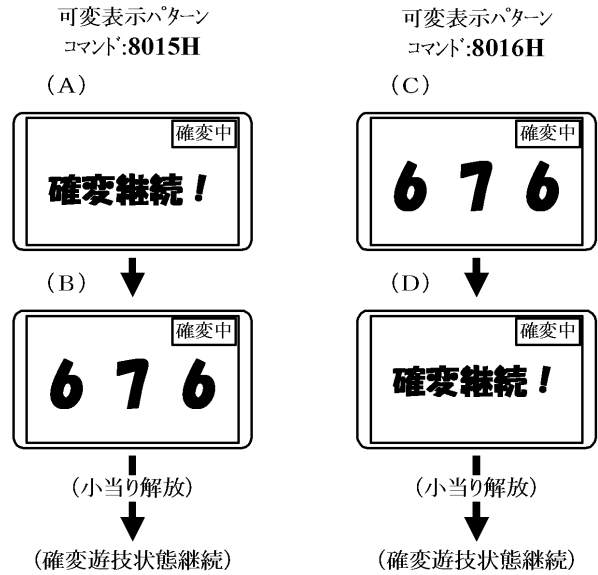 可変表示パターン
コマンド:8015H
(A)
確変中
確変継続!
(B)
確変中
6 7 6
(小当り解放)
(確変遊技状態継続)
可変表示パターン
コマンド:8016H
(C)
確変中
6 7 6
(D)
確変中
確変継続!
(小当り解放)
(確変遊技状態継続)